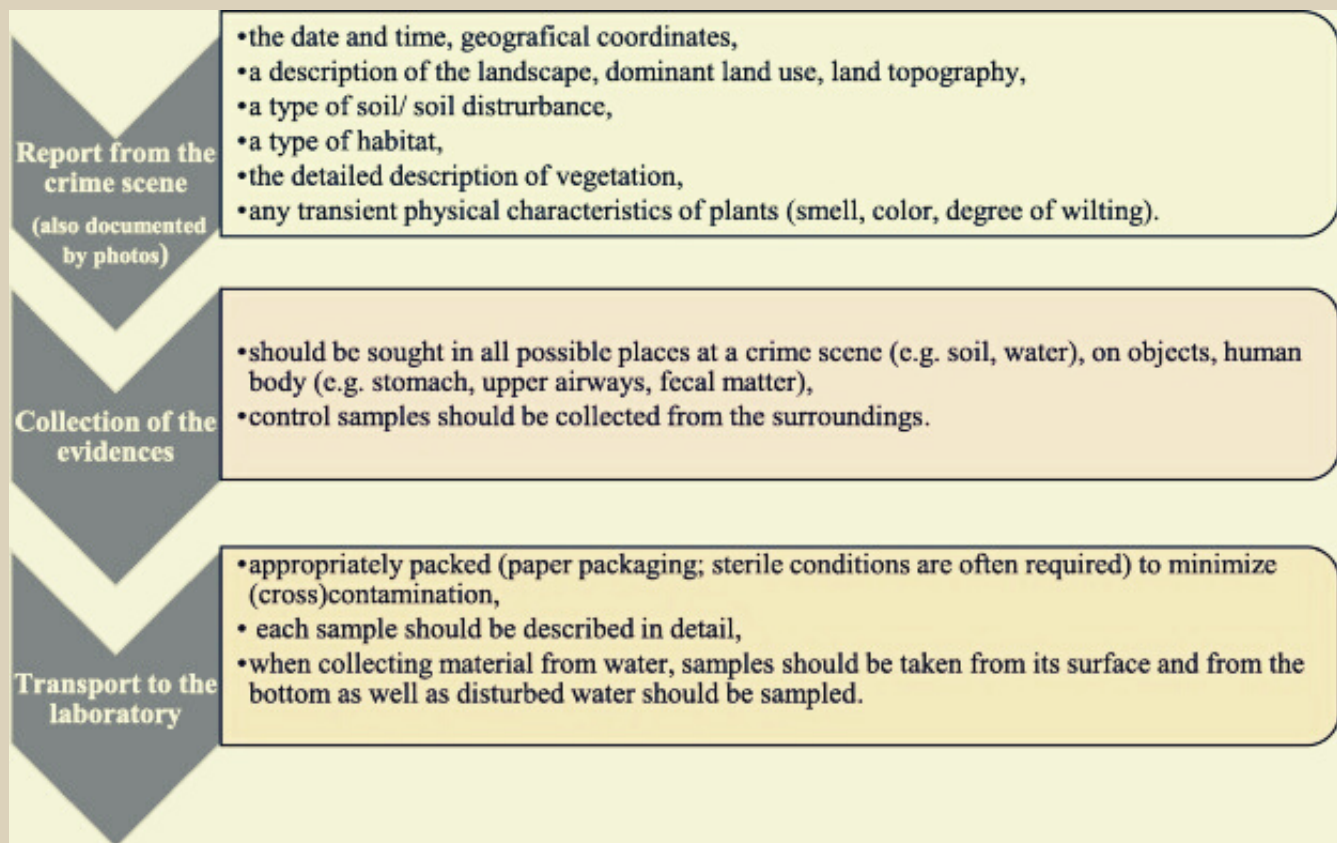 Report from the
crime scene
(also documented
by photos)
•the date and time, geografical coordinates,
•a description of the landscape, dominant land use, land topography,
•a type of soil/ soil distrurbance,
•a type of habitat,
•the detailed description of vegetation,
•any transient physical characteristics of plants (smell, color, degree of wilting).
Collection of the
evidences
•should be sought in all possible places at a crime scene (e.g. soil, water), on objects, human
body (e.g. stomach, upper airways, fecal matter),
•control samples should be collected from the surroundings.
Transport to the
laboratory
•appropriately packed (paper packaging; sterile conditions are often required) to minimize
(cross)contamination,
• each sample should be described in detail,
•when collecting material from water, samples should be taken from its surface and from the
bottom as well as disturbed water should be sampled.